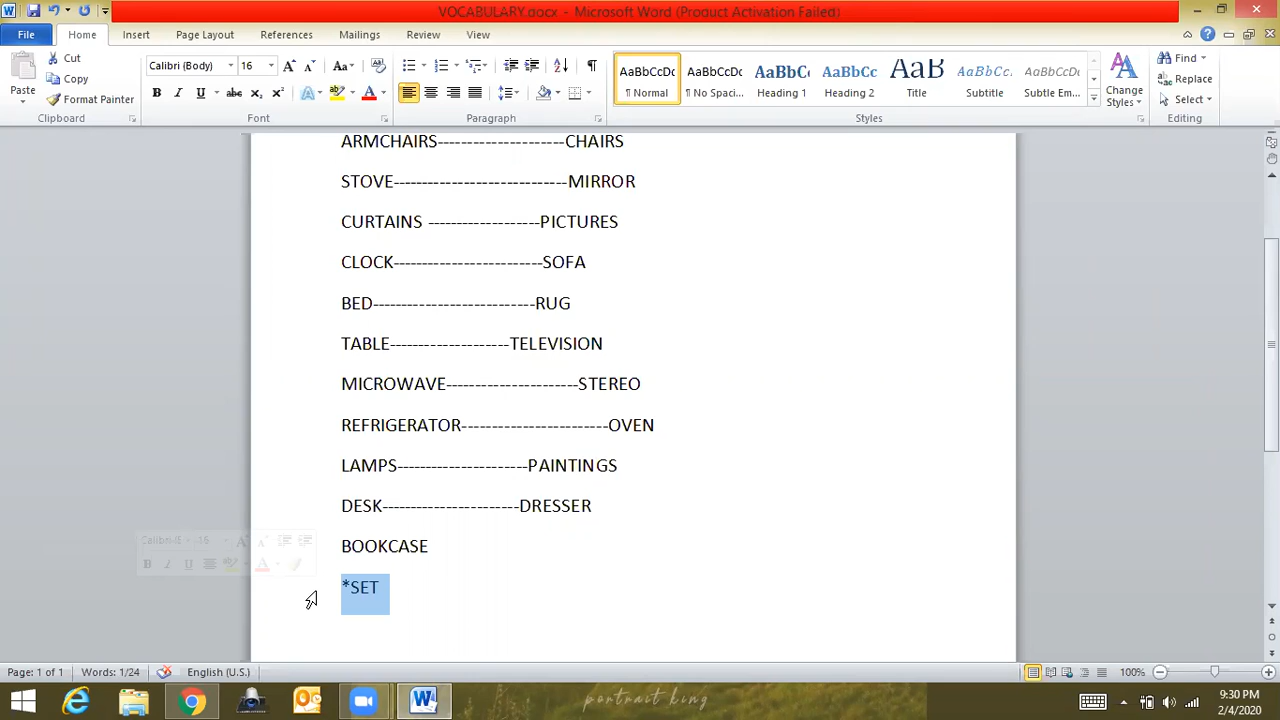 VOCABULARY.docx - Microsoft Word (Product Activation Failed)
File Home Insert Page Layout References Mailings Review View
Paste
Cut
Copy
Format Painter
Clipboard
Calibri (Body) 16
Font
Paragraph
AaBbCcDc AaBbCcDc AaBbC AaBbCc AaB AaBbCc. AaBbCcDc
¶ Normal ¶ No Spaci... Heading 1 Heading 2 Title Subtitle Subtle Em...
Styles
Change Styles
Find
Replace
Select
Editing
ARMCHAIRS----------------------CHAIRS
STOVE------------------------------MIRROR
CURTAINS --------------------PICTURES
CLOCK--------------------------SOFA
BED----------------------------RUG
TABLE---------------------TELEVISION
MICROWAVE-----------------------STEREO
REFRIGERATOR--------------------------OVEN
LAMPS-----------------------PAINTINGS
DESK------------------------DRESSER
BOOKCASE
*SET
Page: 1 of 1 Words: 1/24 English (U.S.) 100%
portrait king
9:30 PM
2/4/2020